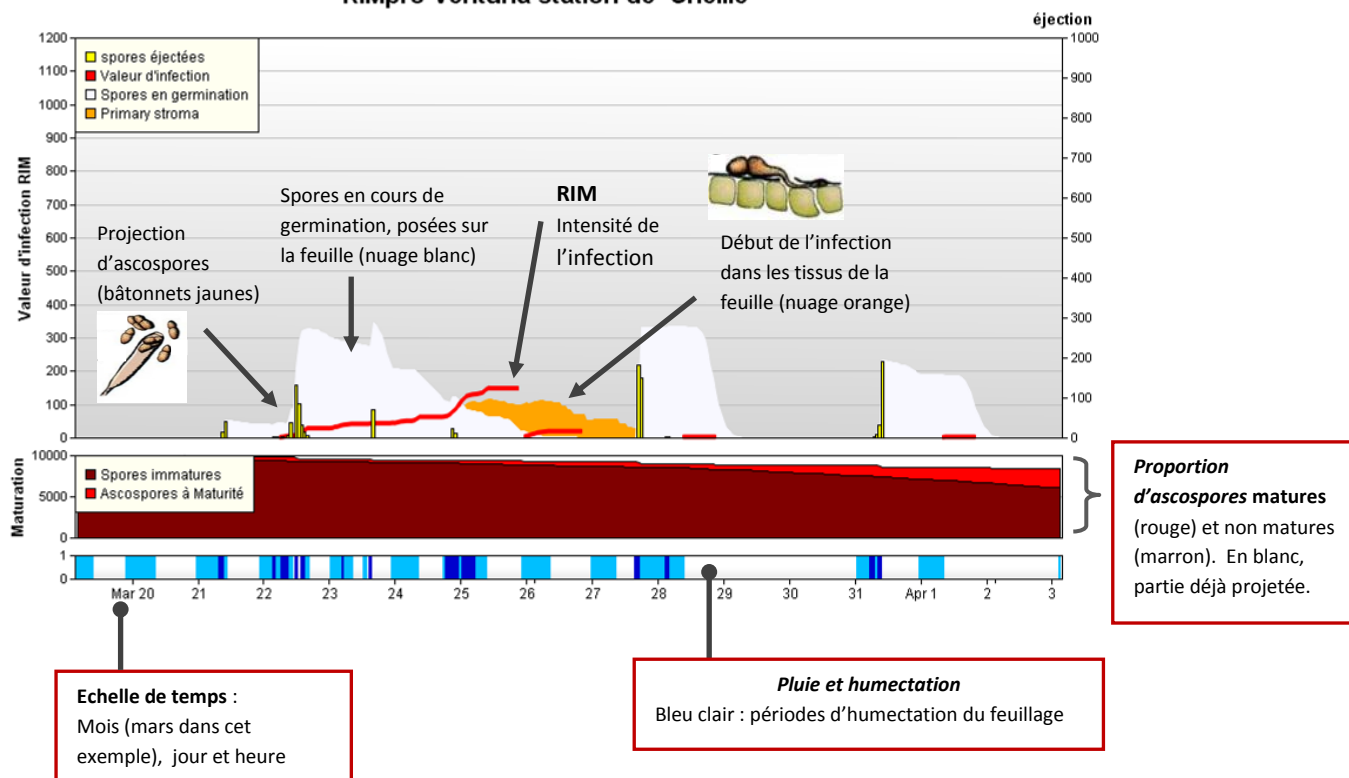 éjection
1200
1100
1000
900
800
700
600
500
400
300
200
100
0
Valeur d'infection RIM
1000
900
800
700
600
500
400
300
200
100
0
spores éjectées
Valeur d'infection
Spores en germination
Primary stroma
Projection
d'ascospores
(bâtonnets jaunes)
Spores en cours de
germination, posées sur
la feuille (nuage blanc)
RIM
Intensité de
l'infection
Début de l'infection
dans les tissus de la
feuille (nuage orange)
Maturation
10000
5000
0
Spores immatures
Ascospores à Maturité
1
0
Mar 20 21 22 23 24 25 26 27 28 29 30 31 Apr 1 2 3
Proportion
d'ascospores matures
(rouge) et non matures
(marron). En blanc,
partie déjà projetée.
Echelle de temps :
Mois (mars dans cet
exemple), jour et heure
Pluie et humectation
Bleu clair : périodes d'humectation du feuillage